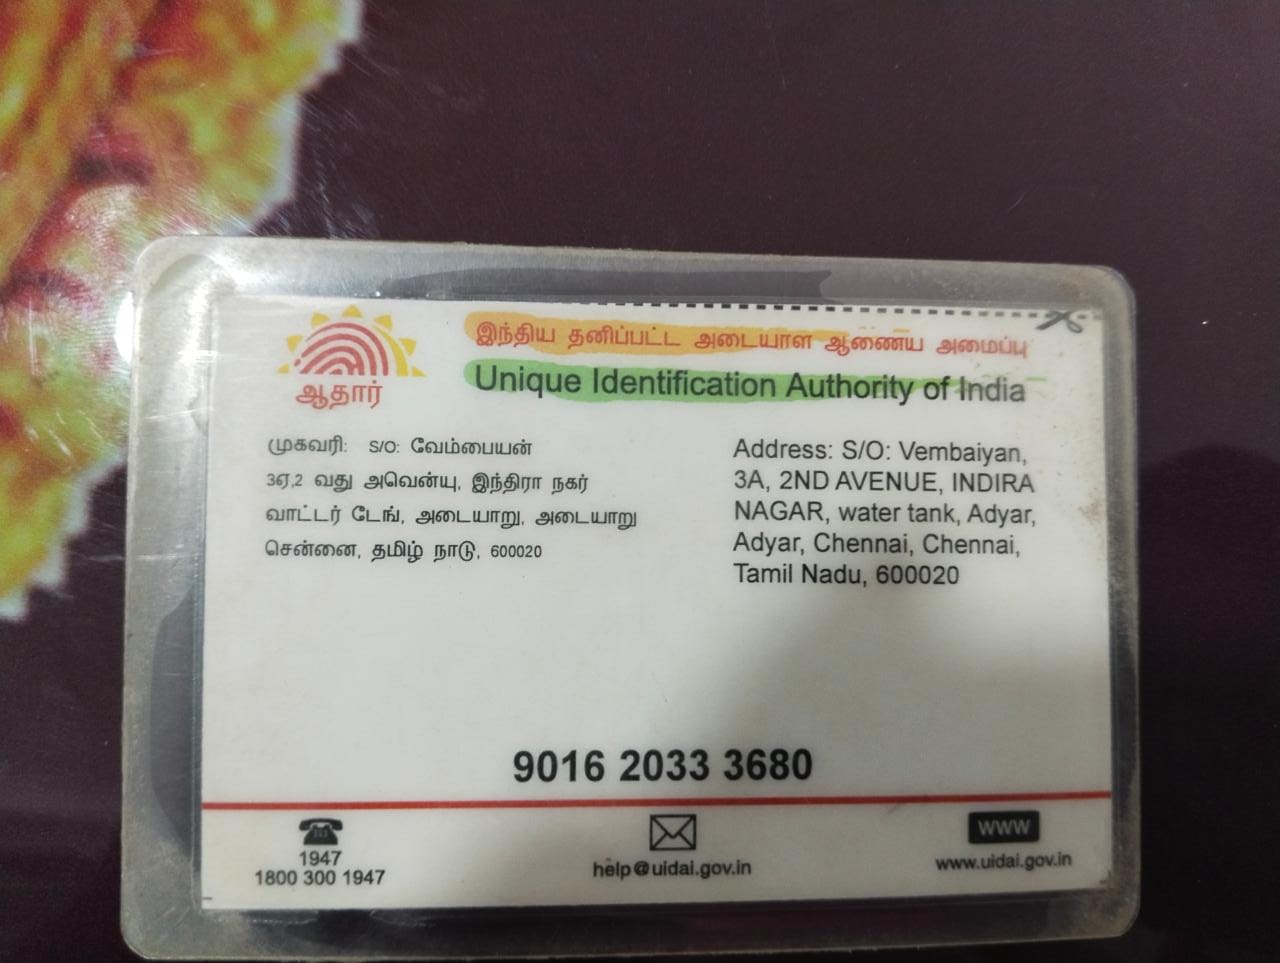 ஆதார்
இந்திய தனிப்பட்ட அடையாள ஆணைய அமைப்பு
Unique Identification Authority of India
முகவரி: S/O: வேம்பையன்
3ஏ,2 வது அவென்யு, இந்திரா நகர்
வாட்டர் டேங், அடையாறு, அடையாறு
சென்னை, தமிழ் நாடு, 600020
Address: S/O: Vembaiyan,
3A, 2ND AVENUE, INDIRA
NAGAR, water tank, Adyar,
Adyar, Chennai, Chennai,
Tamil Nadu, 600020
9016 2033 3680
1947
1800 300 1947
help@uidai.gov.in
WWW
www.uidai.gov.in